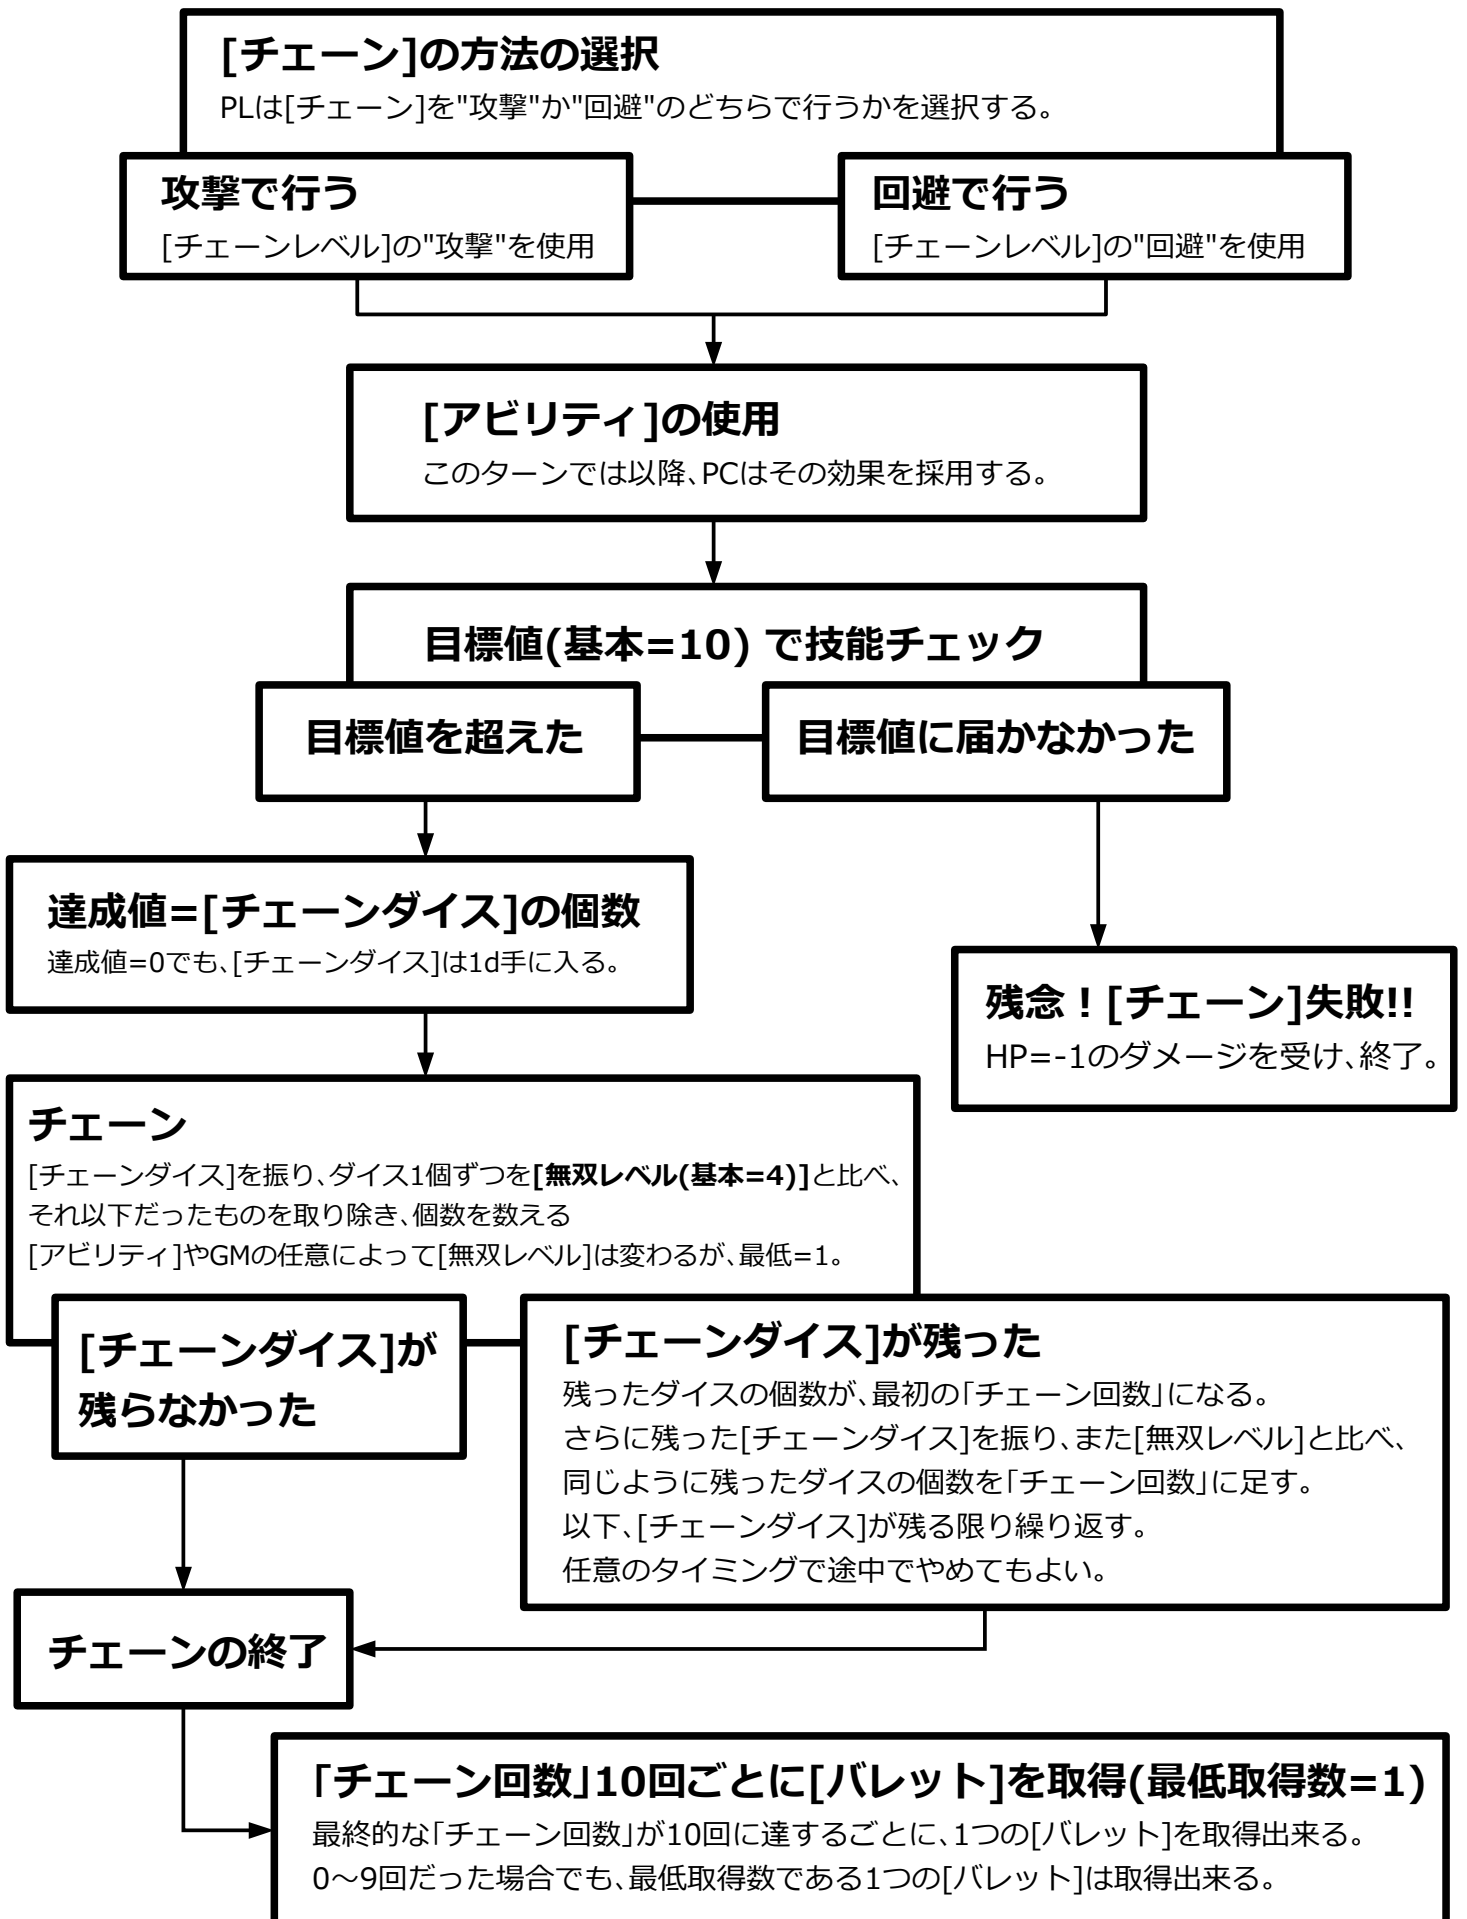 [チェーン]の方法の選択
PLは[チェーン]を"攻撃"か"回避"のどちらで行うかを選択する。
攻撃で行う
[チェーンレベル]の"攻撃"を使用
回避で行う
[チェーンレベル]の"回避"を使用
[アビリティ]の使用
このターンでは以降、PCはその効果を採用する。
目標値(基本=10) で技能チェック
目標値を超えた
目標値に届かなかった
達成値=[チェーンダイス]の個数
達成値=0でも、[チェーンダイス]は1d手に入る。
残念！[チェーン]失敗!!
HP=-1のダメージを受け、終了。
チェーン
[チェーンダイス]を振り、ダイス1個ずつを[無双レベル(基本=4)]と比べ、
それ以下だったものを取り除き、個数を数える
[アビリティ]やGMの任意によって[無双レベル]は変わるが、最低=1。
[チェーンダイス]が
残らなかった
[チェーンダイス]が残った
残ったダイスの個数が、最初の「チェーン回数」になる。
さらに残った[チェーンダイス]を振り、また[無双レベル]と比べ、
同じように残ったダイスの個数を「チェーン回数」に足す。
以下、[チェーンダイス]が残る限り繰り返す。
任意のタイミングで途中でやめてもよい。
チェーンの終了
「チェーン回数」10回ごとに[バレット]を取得(最低取得数=1)
最終的な「チェーン回数」が10回に達するごとに、1つの[バレット]を取得出来る。
0～9回だった場合でも、最低取得数である1つの[バレット]は取得出来る。